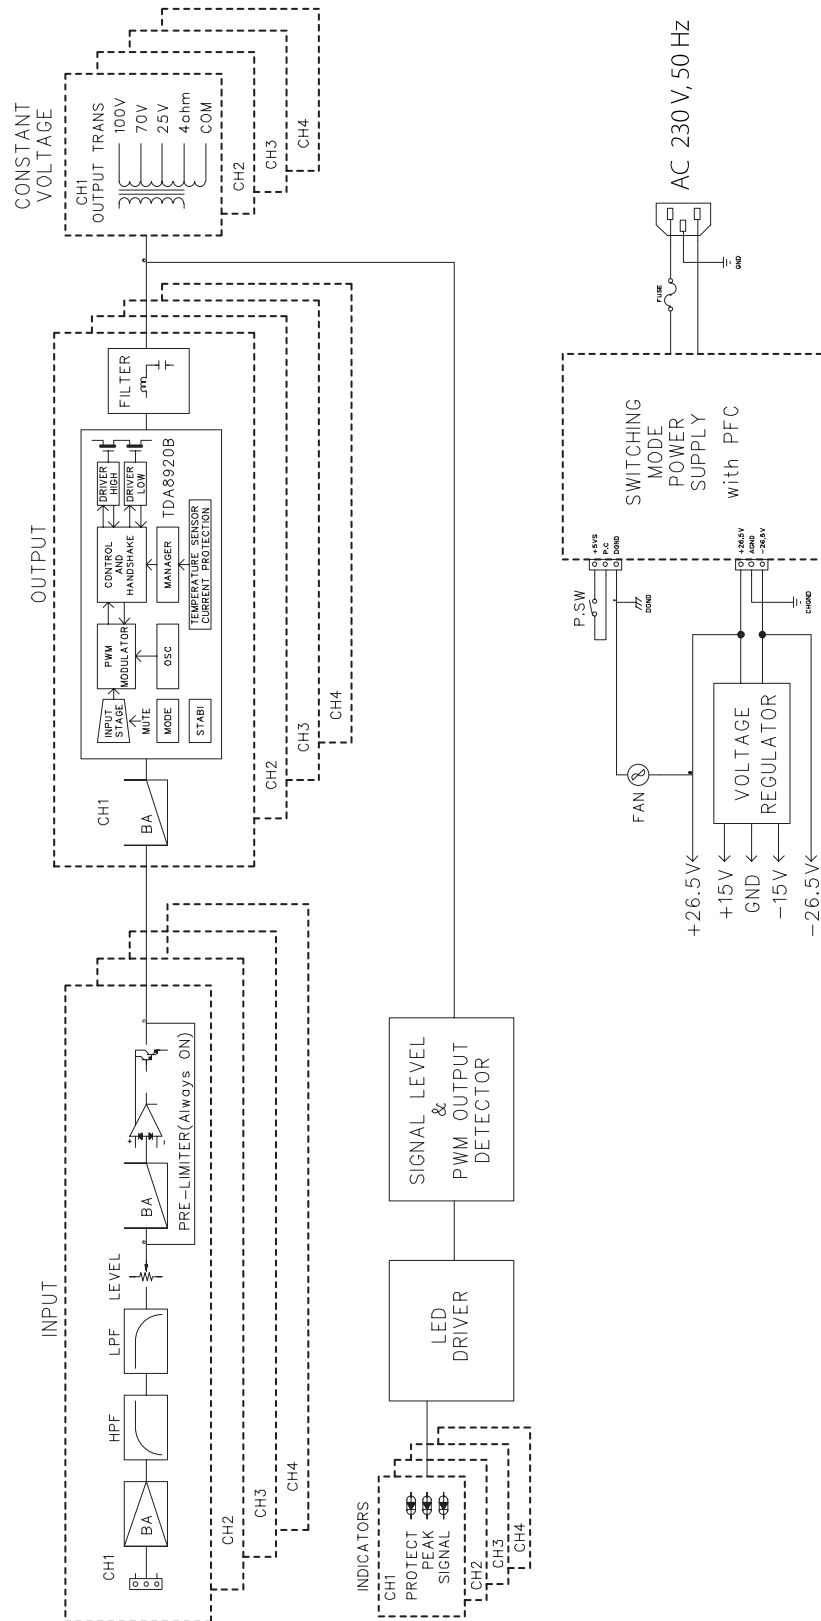 INPUT
CH1
BA
HPF
LPF
LEVEL
BA
+
-
PRE-LIMITER(Always ON)
CH2
CH3
CH4
OUTPUT
CH1
BA
INPUT
STAGE
MUTE
MODE
STABI
PWM
MODULATOR
OSC
CONTROL
AND
HANDSHAKE
MANAGER
TEMPERATURE SENSOR
CURRENT PROTECTION
DRIVER
HIGH
DRIVER
LOW
TDA8920B
FILTER
CH2
CH3
CH4
CONSTANT
VOLTAGE
CH1
OUTPUT TRANS
100V
70V
25V
4ohm
COM
CH2
CH3
CH4
INDICATORS
CH1
PROTECT
PEAK
SIGNAL
CH2
CH3
CH4
LED
DRIVER
SIGNAL LEVEL
&
PWM OUTPUT
DETECTOR
+26.5V
+15V
GND
-15V
-26.5V
FAN
VOLTAGE
REGULATOR
P.SW
DGND
CHGND
+5VS
P.C
DGND
+26.5V
AGND
-26.5V
SWITCHING
MODE
POWER
SUPPLY
with PFC
FUSE
GND
AC 230 V, 50 Hz